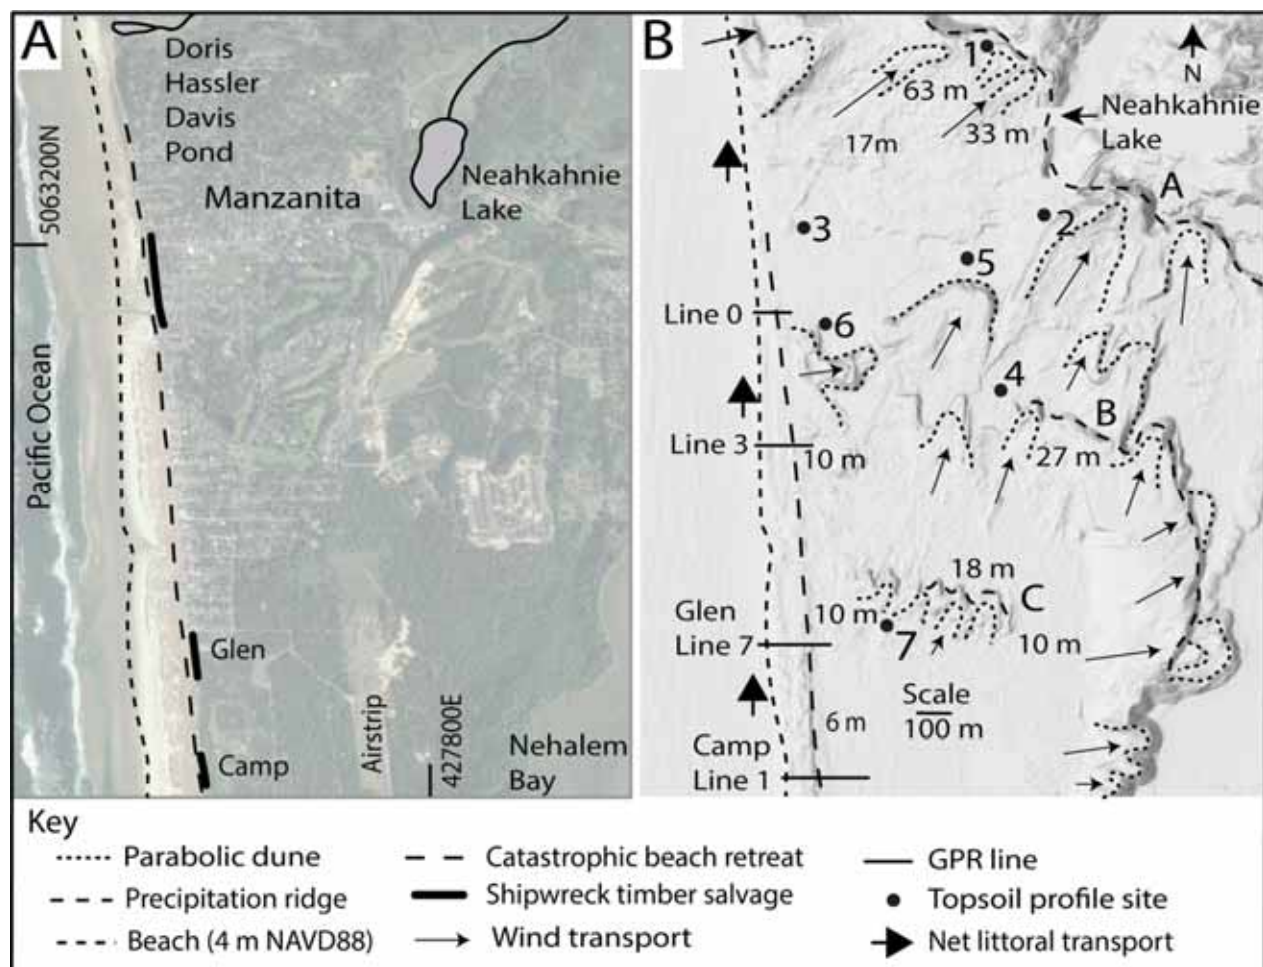 A
Doris
Hassler
Davis
Pond
5063200N
Manzanita
Neahkahnie
Lake
Pacific Ocean
Glen
Camp
Airstrip
427800E
Nehalem
Bay
B
N
1
63 m
33 m
17m
Neahkahnie
Lake
A
2
3
5
Line 0
6
4
B
Line 3
10 m
27 m
18 m
C
Glen
10 m
Line 7
7
10 m
Scale
100 m
6 m
Camp
Line 1
Key
Parabolic dune
Catastrophic beach retreat
GPR line
Precipitation ridge
Shipwreck timber salvage
Topsoil profile site
Beach (4 m NAVD88)
Wind transport
Net littoral transport